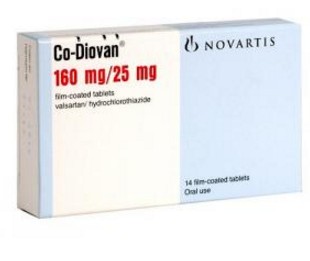 Co-Diovan®
NOVARTIS
160 mg/25 mg
film-coated tablets
valsartan/ hydrochlorothiazide
14 film-coated tablets
Oral use